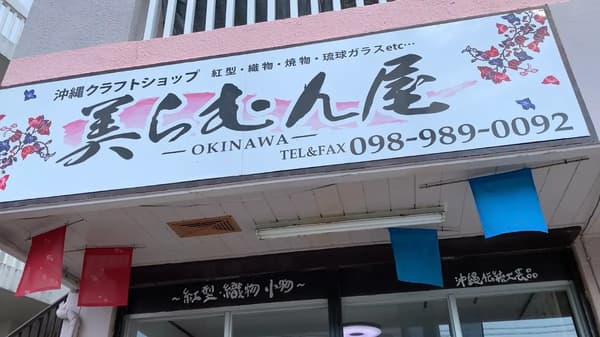 沖縄クラフトショップ 紅型・織物・焼物・琉球ガラスetc…
美らむん屋
OKINAWA
TEL&FAX 098-989-0092
～紅型・織物 小物～
沖縄伝統工芸品